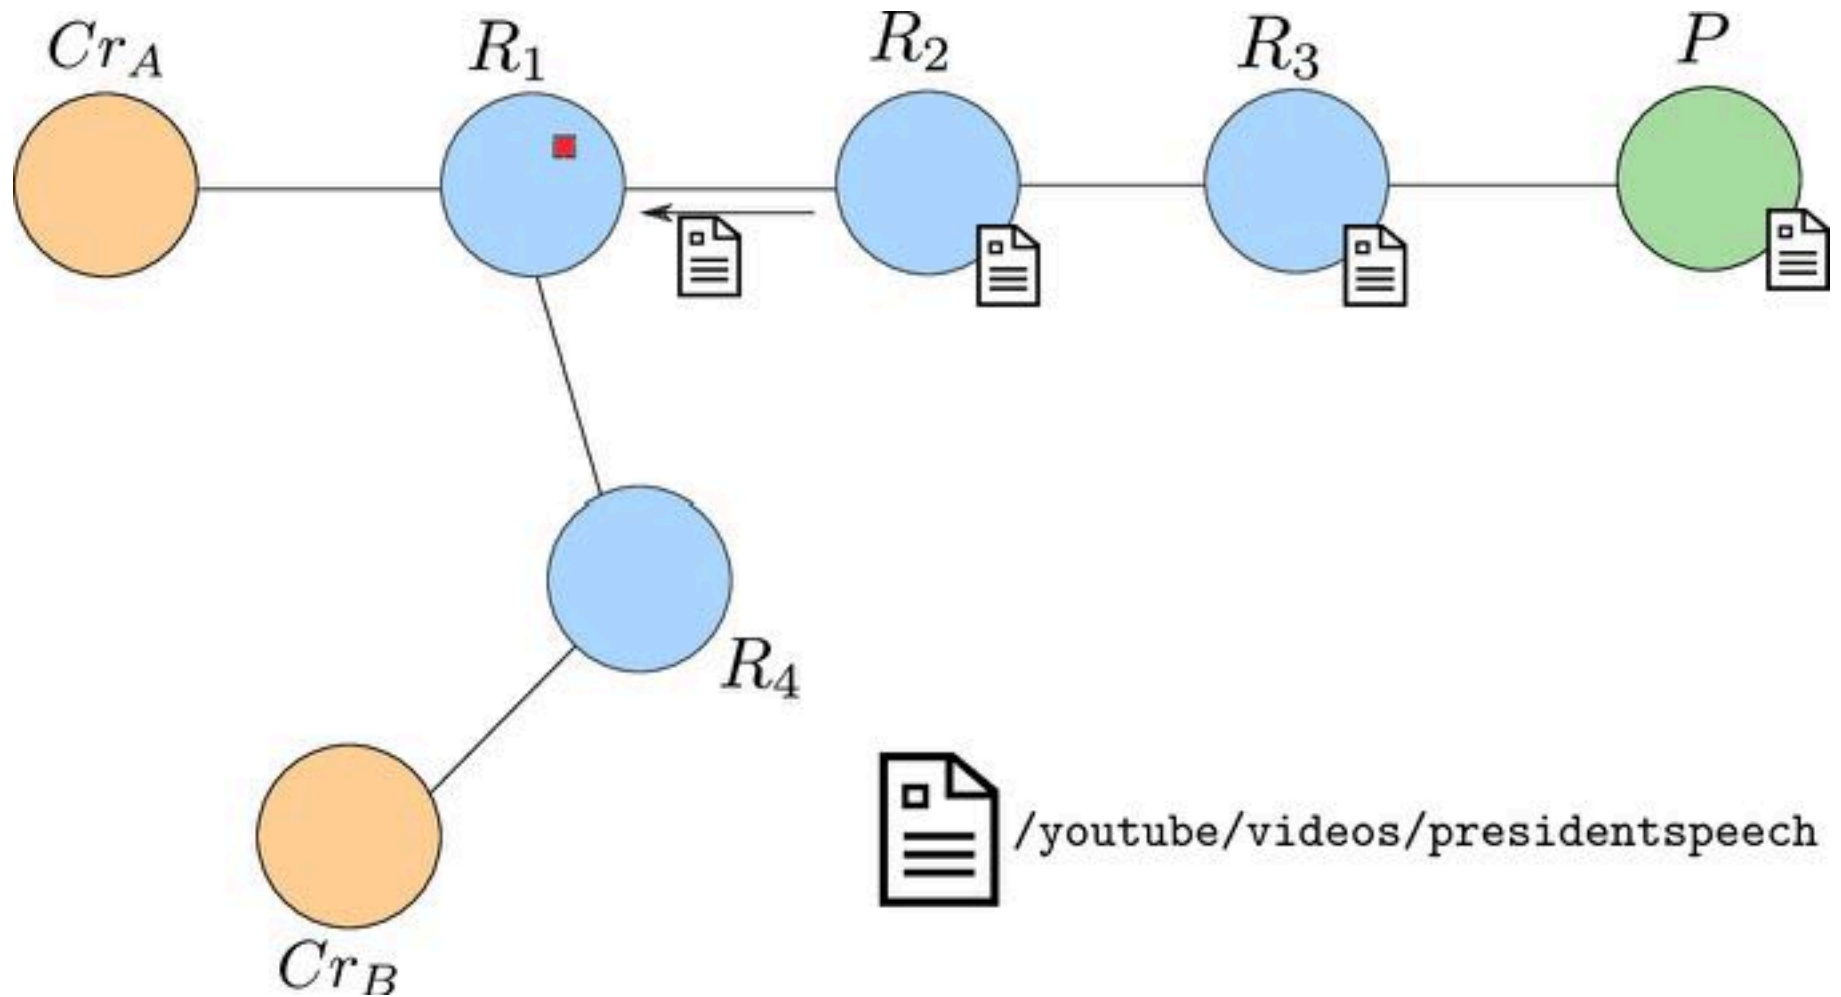 Cr_A
R_1
R_2
R_3
P
R_4
/youtube/videos/presidentspeech
Cr_B